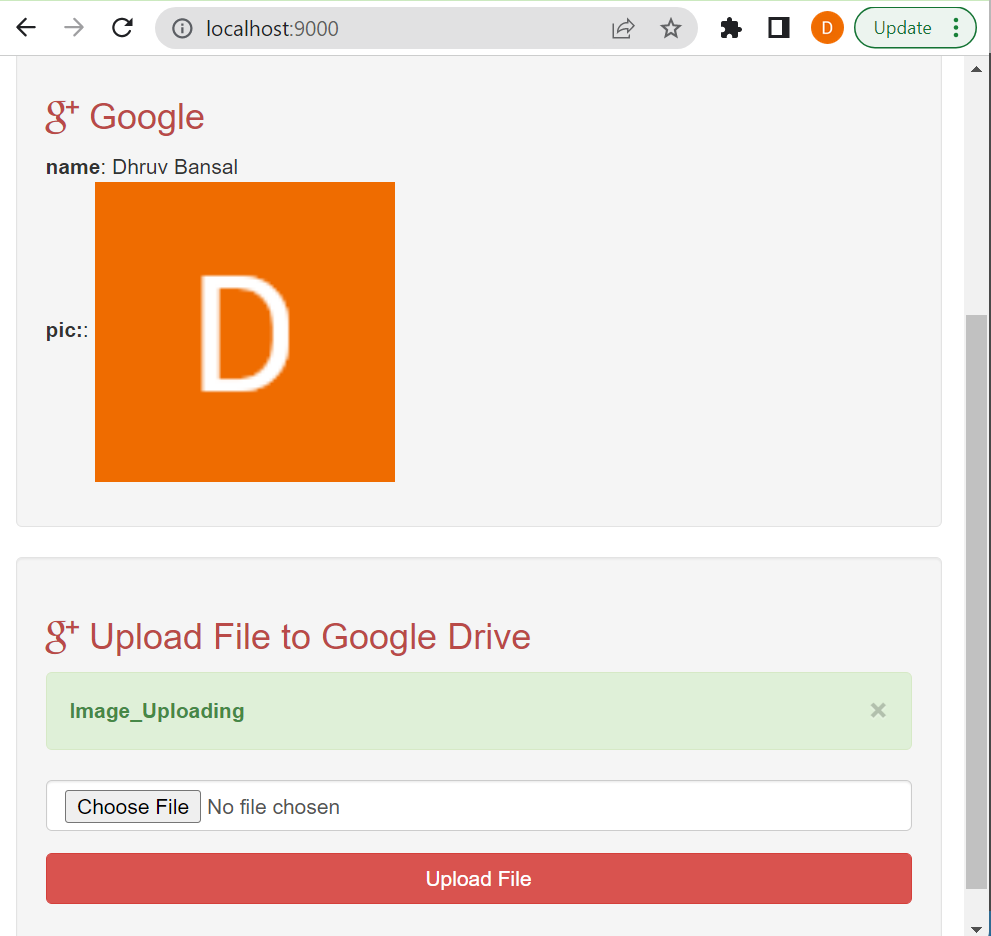 localhost:9000
D
Update
g+ Google
name: Dhruv Bansal
D
pic::
g+ Upload File to Google Drive
Image_Uploading
×
Choose File No file chosen
Upload File